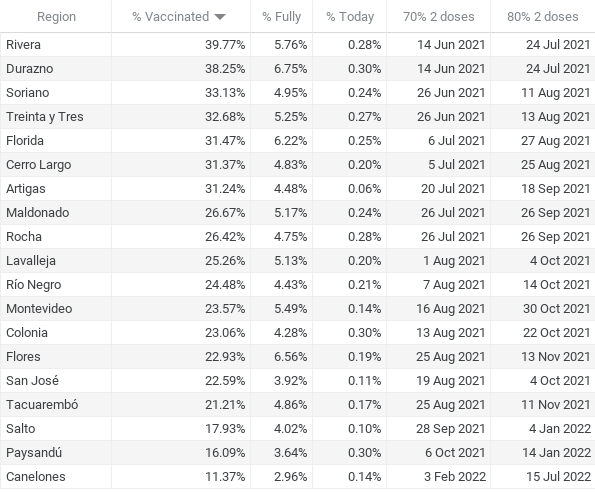 Region % Vaccinated % Fully % Today 70% 2 doses 80% 2 doses
Rivera 39.77% 5.76% 0.28% 14 Jun 2021 24 Jul 2021
Durazno 38.25% 6.75% 0.30% 14 Jun 2021 24 Jul 2021
Soriano 33.13% 4.95% 0.24% 26 Jun 2021 11 Aug 2021
Treinta y Tres 32.68% 5.25% 0.27% 26 Jun 2021 13 Aug 2021
Florida 31.47% 6.22% 0.25% 6 Jul 2021 27 Aug 2021
Cerro Largo 31.37% 4.83% 0.20% 5 Jul 2021 25 Aug 2021
Artigas 31.24% 4.48% 0.06% 20 Jul 2021 18 Sep 2021
Maldonado 26.67% 5.17% 0.24% 26 Jul 2021 26 Sep 2021
Rocha 26.42% 4.75% 0.28% 26 Jul 2021 26 Sep 2021
Lavalleja 25.26% 5.13% 0.20% 1 Aug 2021 4 Oct 2021
Río Negro 24.48% 4.43% 0.21% 7 Aug 2021 14 Oct 2021
Montevideo 23.57% 5.49% 0.14% 16 Aug 2021 30 Oct 2021
Colonia 23.06% 4.28% 0.30% 13 Aug 2021 22 Oct 2021
Flores 22.93% 6.56% 0.19% 25 Aug 2021 13 Nov 2021
San José 22.59% 3.92% 0.11% 19 Aug 2021 4 Oct 2021
Tacuarembó 21.21% 4.86% 0.17% 25 Aug 2021 11 Nov 2021
Salto 17.93% 4.02% 0.10% 28 Sep 2021 4 Jan 2022
Paysandú 16.09% 3.64% 0.30% 6 Oct 2021 14 Jan 2022
Canelones 11.37% 2.96% 0.14% 3 Feb 2022 15 Jul 2022